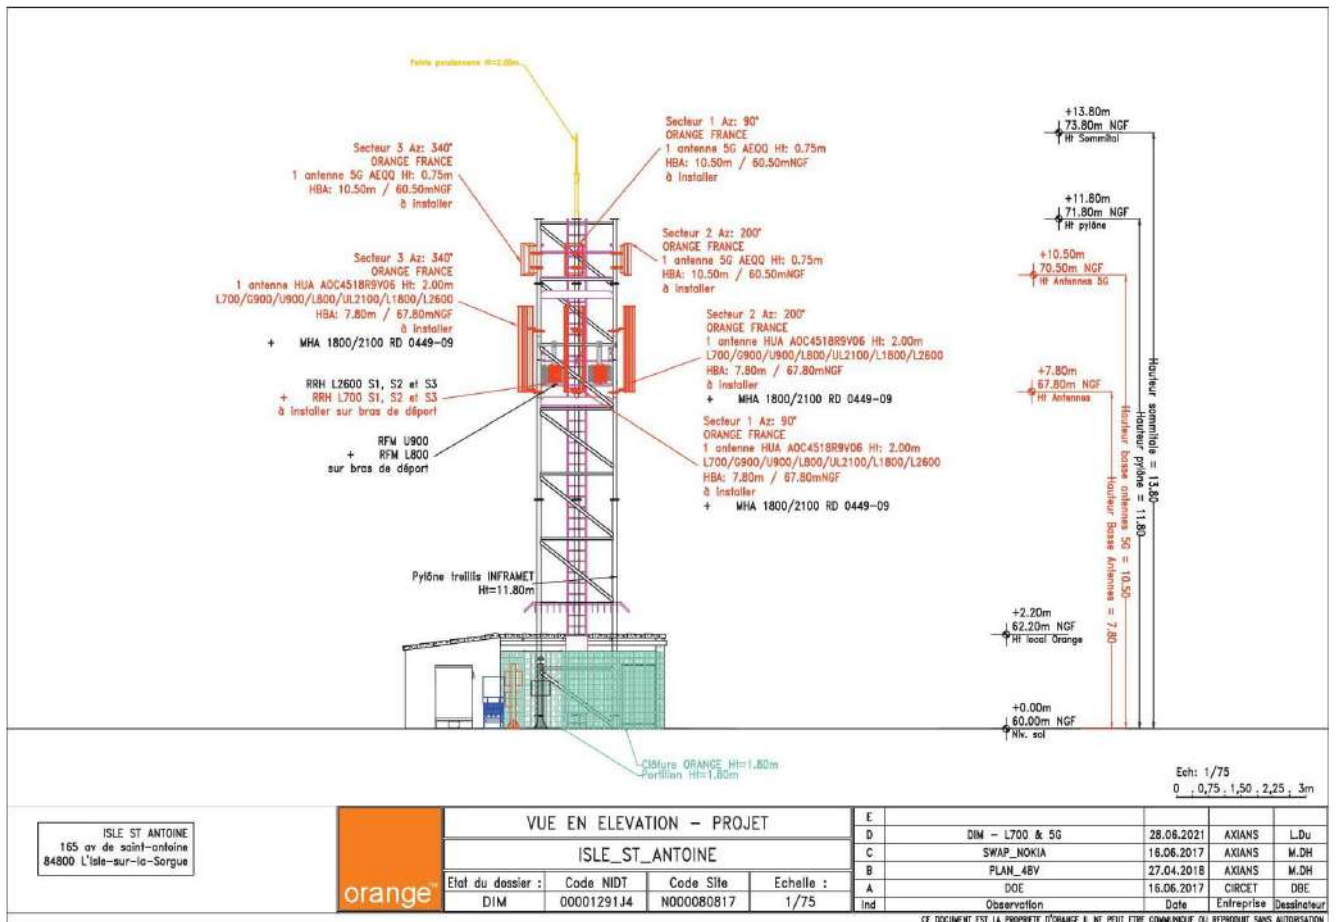 Pointe paratonnerre Ht=2.00m
Secteur 3 Az: 340°
ORANGE FRANCE
1 antenne 5G AEQQ Ht: 0.75m
HBA: 10.50m / 60.50mNGF
à installer
Secteur 1 Az: 90°
ORANGE FRANCE
1 antenne 5G AEQQ Ht: 0.75m
HBA: 10.50m / 60.50mNGF
à installer
Secteur 3 Az: 340°
ORANGE FRANCE
1 antenne HUA AOC4518R9V06 Ht: 2.00m
L700/G900/U900/L800/UL2100/L1800/L2600
HBA: 7.80m / 67.80mNGF
à installer
+ MHA 1800/2100 RD 0449-09
Secteur 2 Az: 200°
ORANGE FRANCE
1 antenne 5G AEQQ Ht: 0.75m
HBA: 10.50m / 60.50mNGF
à installer
Secteur 2 Az: 200°
ORANGE FRANCE
1 antenne HUA AOC4518R9V06 Ht: 2.00m
L700/G900/U900/L800/UL2100/L1800/L2600
HBA: 7.80m / 67.80mNGF
à installer
+ MHA 1800/2100 RD 0449-09
RRH L2600 S1, S2 et S3
+ RRH L700 S1, S2 et S3
à installer sur bras de déport
RFM U900
+ RFM L800
sur bras de déport
Secteur 1 Az: 90°
ORANGE FRANCE
1 antenne HUA AOC4518R9V06 Ht: 2.00m
L700/G900/U900/L800/UL2100/L1800/L2600
HBA: 7.80m / 67.80mNGF
à installer
+ MHA 1800/2100 RD 0449-09
Pylône treillis INFRAMET
Ht=11.80m
+13.80m
73.80m NGF
Ht Sommital
+11.80m
71.80m NGF
Ht pylône
+10.50m
70.50m NGF
Ht Antennes 5G
+7.80m
67.80m NGF
Ht Antennes
+2.20m
62.20m NGF
Ht local Orange
+0.00m
60.00m NGF
Niv. sol
Hauteur sommitale = 13.80
Hauteur pylône = 11.80
Hauteur basse antennes 5G = 10.50
Hauteur Basse Antennes = 7.80
Clôture ORANGE Ht=1.80m
Portillon Ht=1.80m
Ech: 1/75
0 0,75 1,50 2,25 3m
ISLE ST ANTOINE
165 av de saint-antoine
84800 L'Isle-sur-la-Sorgue
orange™
VUE EN ELEVATION - PROJET
ISLE_ST_ANTOINE
Etat du dossier : Code NIDT Code Site Echelle :
DIM 00001291J4 N000080817 1/75
E
D DIM - L700 & 5G 28.06.2021 AXIANS L.Du
C SWAP_NOKIA 16.06.2017 AXIANS M.DH
B PLAN_48V 27.04.2018 AXIANS M.DH
A DOE 16.06.2017 CIRCET DBE
Ind Observation Date Entreprise Dessinateur
CE DOCUMENT EST LA PROPRIETE D'ORANGE IL NE PEUT ETRE COMMUNIQUE OU REPRODUIT SANS AUTORISATION